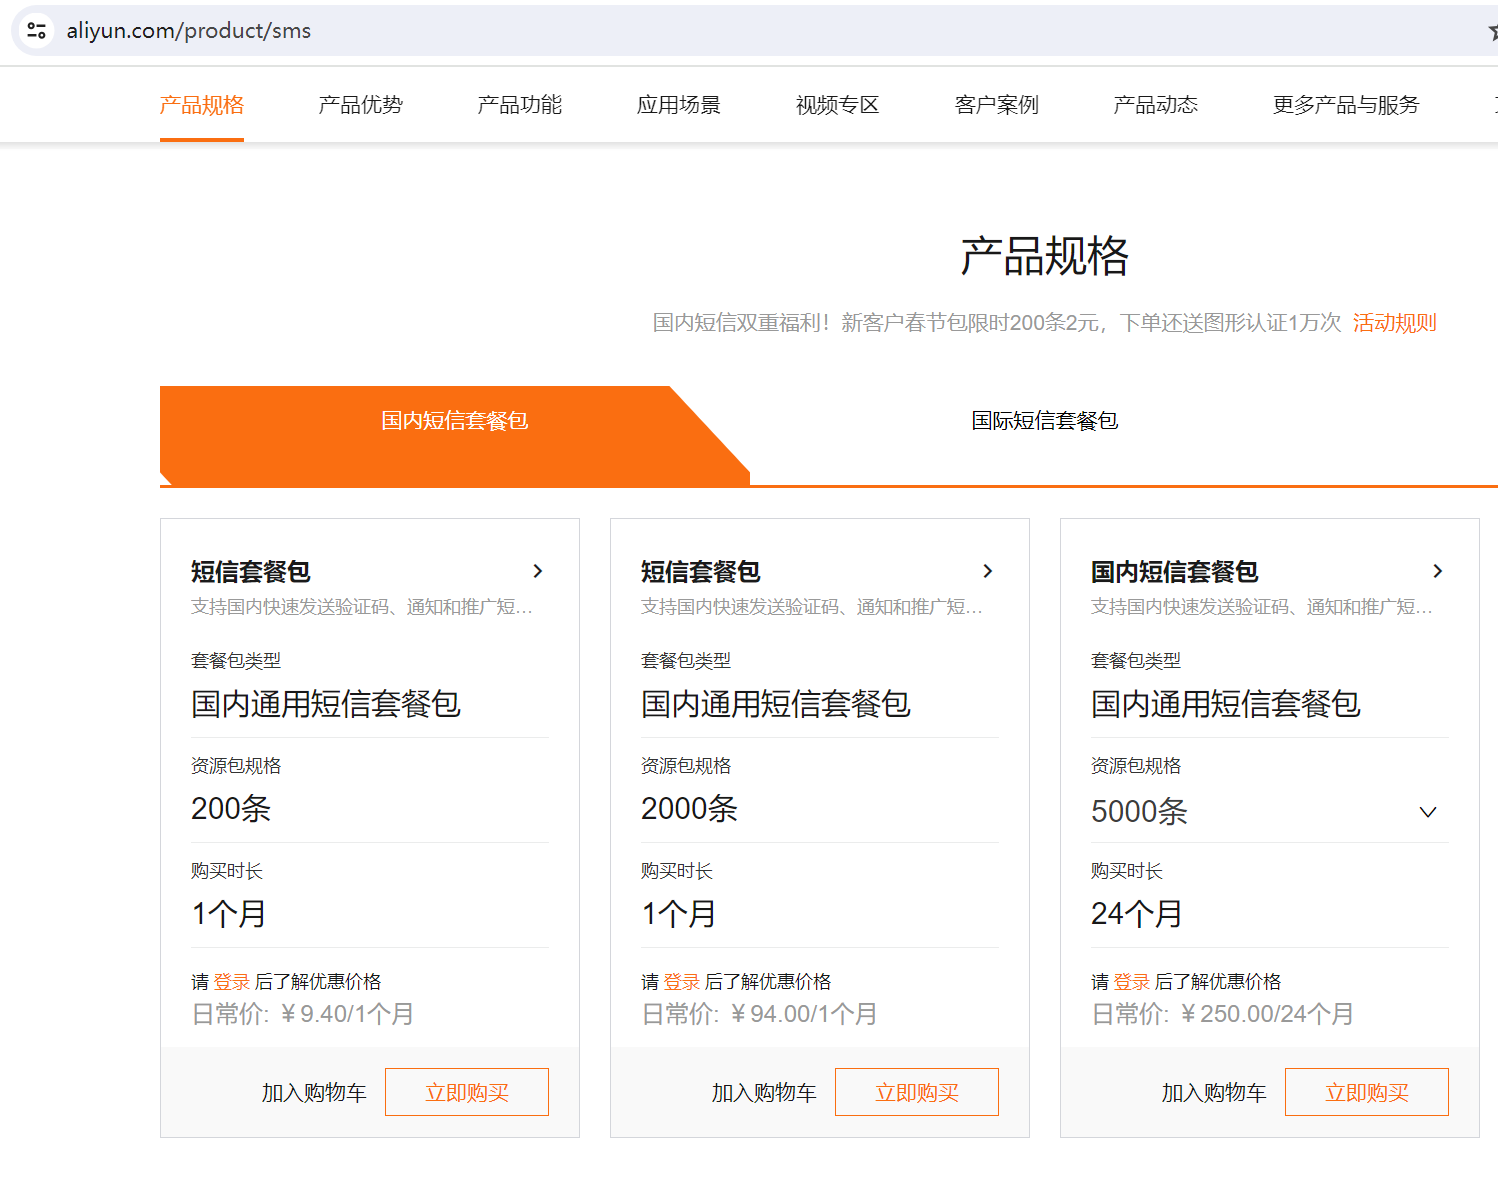 aliyun.com/product/sms
产品规格 产品优势 产品功能 应用场景 视频专区 客户案例 产品动态 更多产品与服务
产品规格
国内短信双重福利！新客户春节包限时200条2元，下单还送图形认证1万次 活动规则
国内短信套餐包 国际短信套餐包
短信套餐包
支持国内快速发送验证码、通知和推广短...
套餐包类型
国内通用短信套餐包
资源包规格
200条
购买时长
1个月
请 登录 后了解优惠价格
日常价: ¥9.40/1个月
加入购物车 立即购买
短信套餐包
支持国内快速发送验证码、通知和推广短...
套餐包类型
国内通用短信套餐包
资源包规格
2000条
购买时长
1个月
请 登录 后了解优惠价格
日常价: ¥94.00/1个月
加入购物车 立即购买
国内短信套餐包
支持国内快速发送验证码、通知和推广短...
套餐包类型
国内通用短信套餐包
资源包规格
5000条
购买时长
24个月
请 登录 后了解优惠价格
日常价: ¥250.00/24个月
加入购物车 立即购买